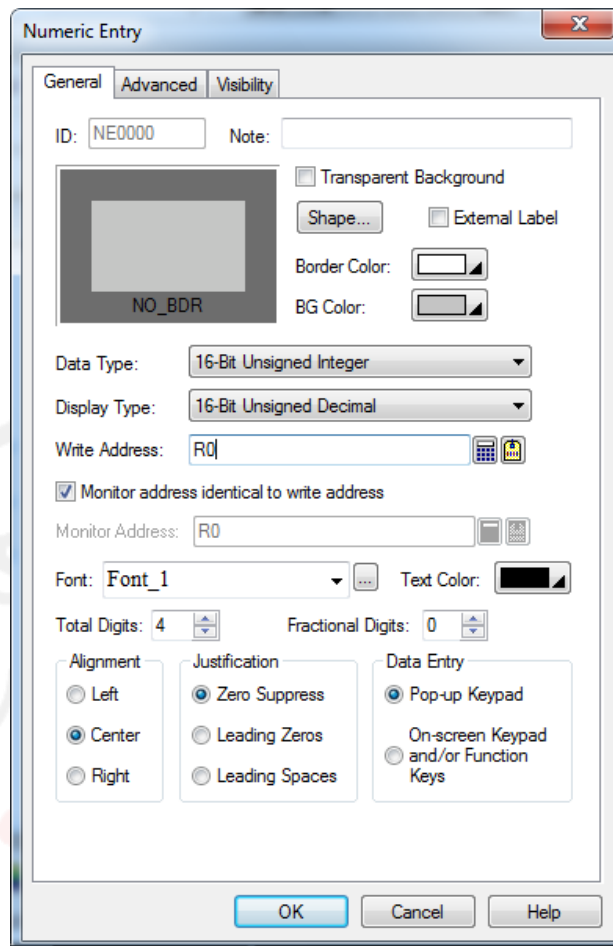 Numeric Entry
General Advanced Visibility
ID: NE0000 Note:
Transparent Background
Shape... External Label
Border Color:
NO_BDR BG Color:
Data Type: 16-Bit Unsigned Integer
Display Type: 16-Bit Unsigned Decimal
Write Address: R0
Monitor address identical to write address
Monitor Address: R0
Font: Font_1 ... Text Color:
Total Digits: 4 Fractional Digits: 0
Alignment Justification Data Entry
Left Zero Suppress Pop-up Keypad
Center Leading Zeros On-screen Keypad
and/or Function
Keys
Right Leading Spaces
OK Cancel Help